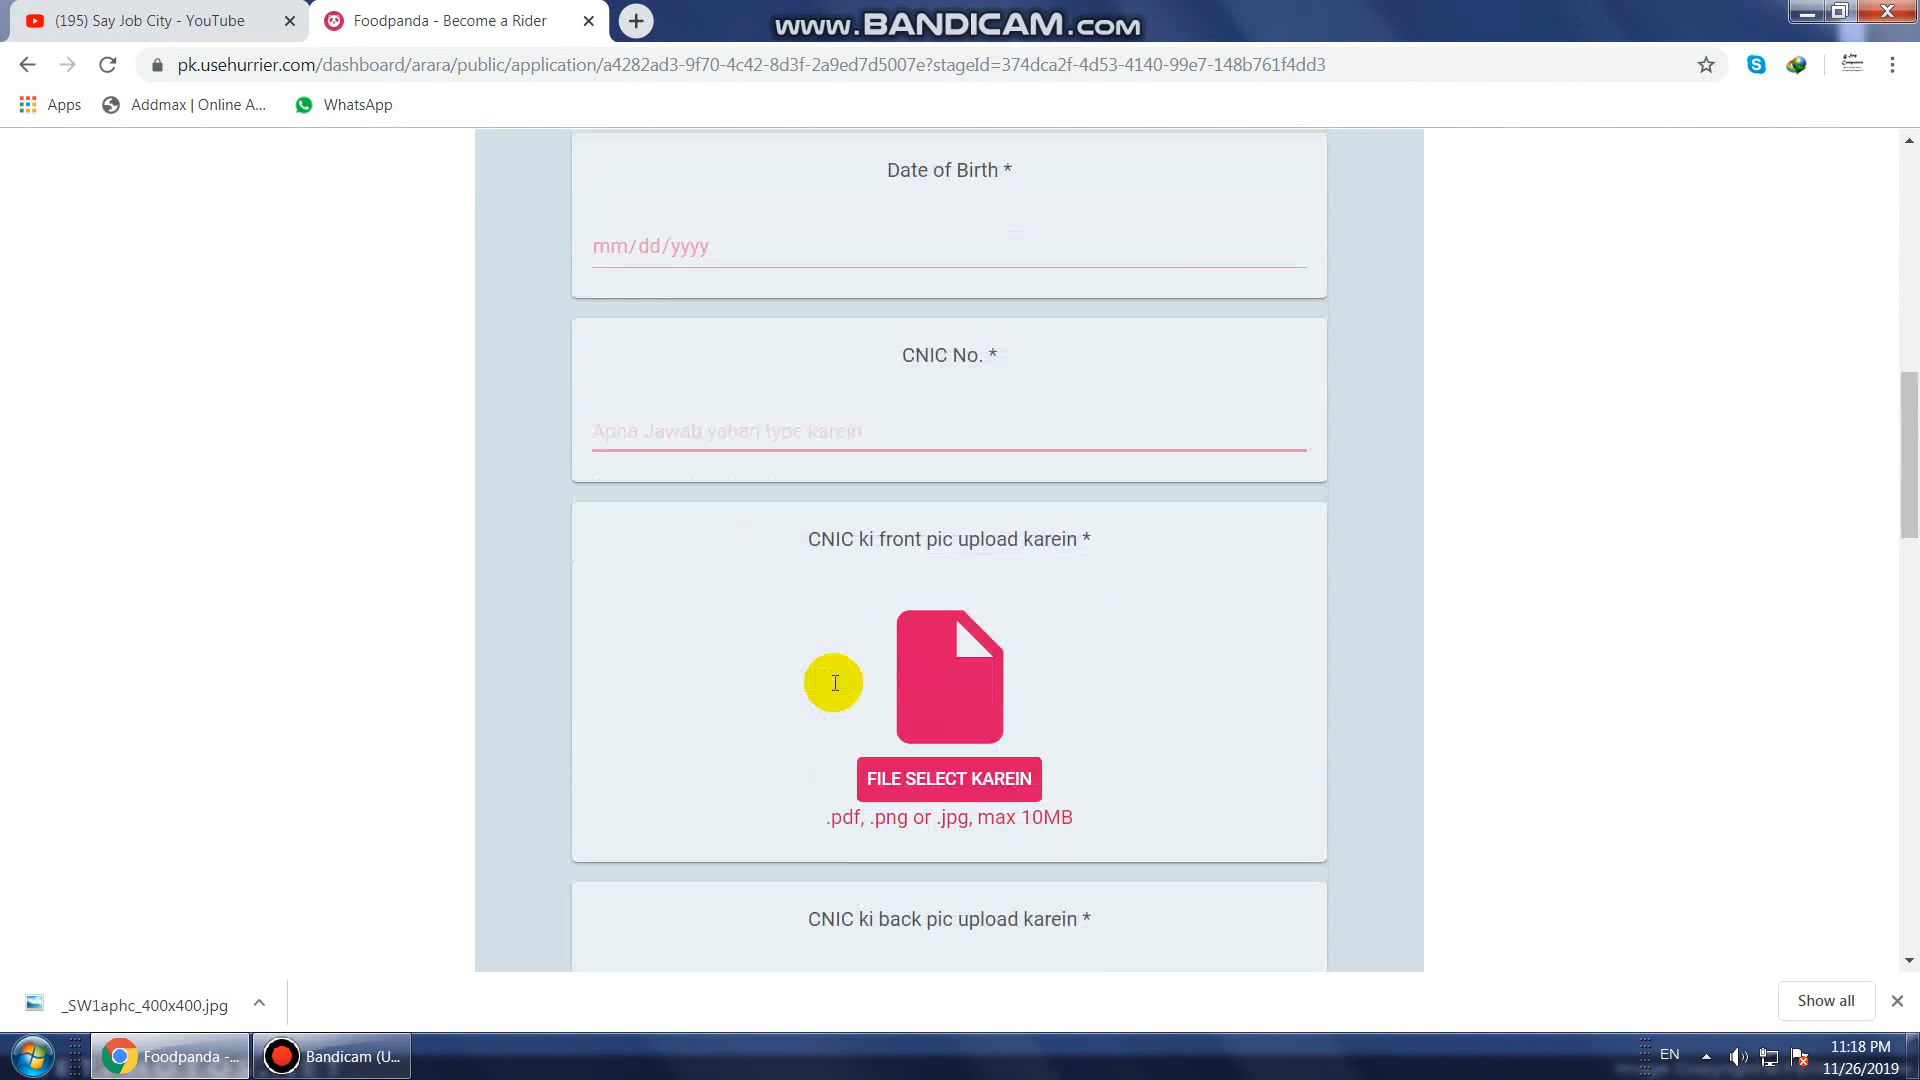 (195) Say Job City - YouTube
Foodpanda - Become a Rider
www.BANDICAM.com
pk.usehurrier.com/dashboard/arara/public/application/a4282ad3-9f70-4c42-8d3f-2a9ed7d5007e?stageId=374dca2f-4d53-4140-99e7-148b761f4dd3
Apps
Addmax | Online A...
WhatsApp
Date of Birth *
mm/dd/yyyy
CNIC No. *
Apna Jawab yahan type karein
CNIC ki front pic upload karein *
FILE SELECT KAREIN
.pdf, .png or .jpg, max 10MB
CNIC ki back pic upload karein *
_SW1aphc_400x400.jpg
Show all
Foodpanda -...
Bandicam (U...
EN
11:18 PM
11/26/2019